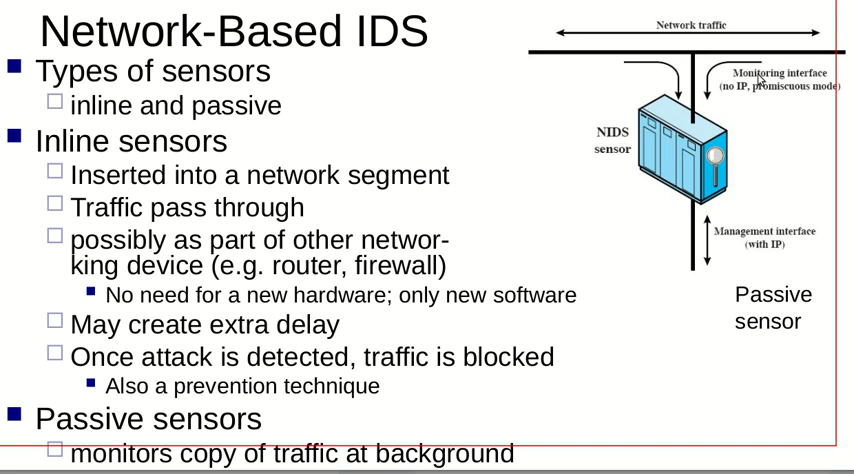 Network-Based IDS
Types of sensors
inline and passive
Inline sensors
Inserted into a network segment
Traffic pass through
possibly as part of other networ-
king device (e.g. router, firewall)
No need for a new hardware; only new software
May create extra delay
Once attack is detected, traffic is blocked
Also a prevention technique
Passive sensors
monitors copy of traffic at background
Network traffic
Monitoring interface
(no IP, promiscuous mode)
NIDS
sensor
Management interface
(with IP)
Passive
sensor